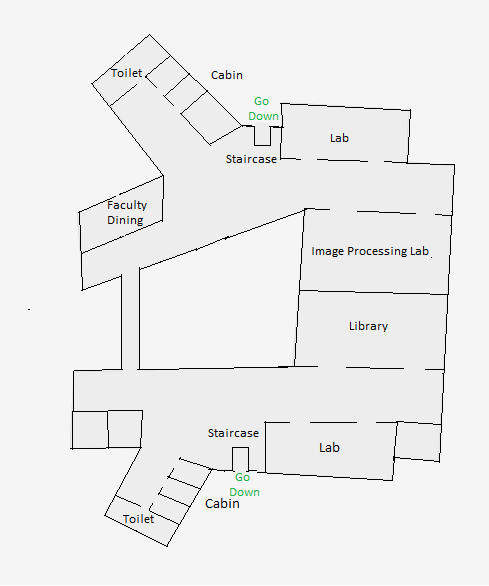 Toilet
Cabin
Go
Down
Lab
Staircase
Faculty
Dining
Image Processing Lab
Library
Staircase
Lab
Go
Down
Cabin
Toilet